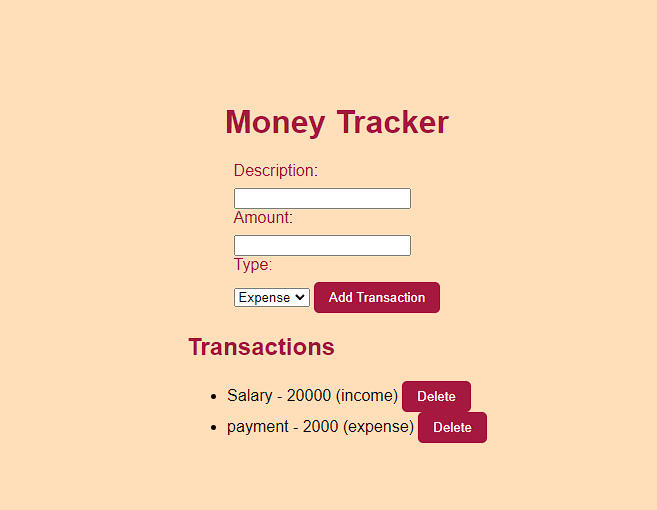 Money Tracker
Description:
Amount:
Type:
Expense Add Transaction
Transactions
Salary - 20000 (income) Delete
payment - 2000 (expense) Delete